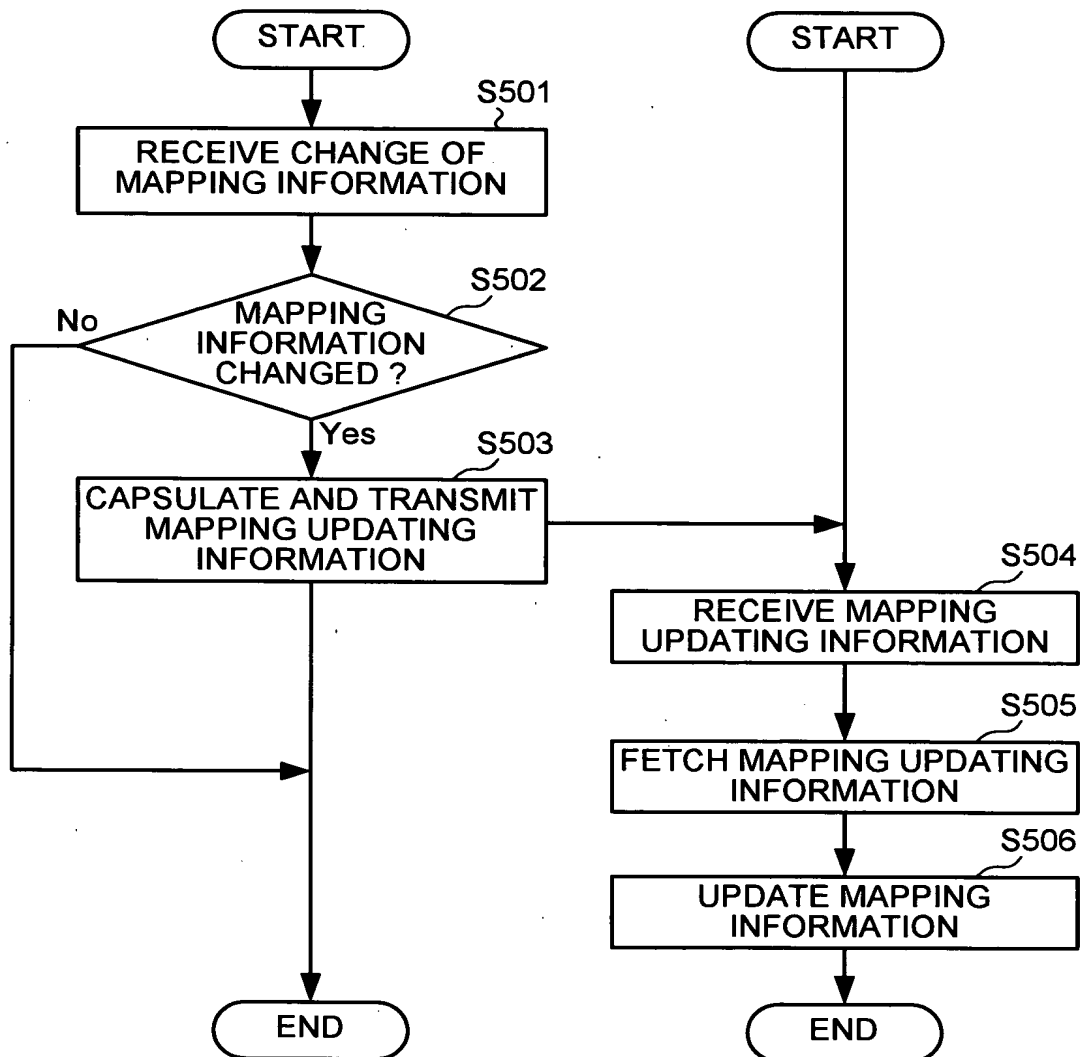 START
S501
RECEIVE CHANGE OF
MAPPING INFORMATION
S502
MAPPING
INFORMATION
CHANGED ?
No
Yes
S503
CAPSULATE AND TRANSMIT
MAPPING UPDATING
INFORMATION
END
START
S504
RECEIVE MAPPING
UPDATING INFORMATION
S505
FETCH MAPPING UPDATING
INFORMATION
S506
UPDATE MAPPING
INFORMATION
END